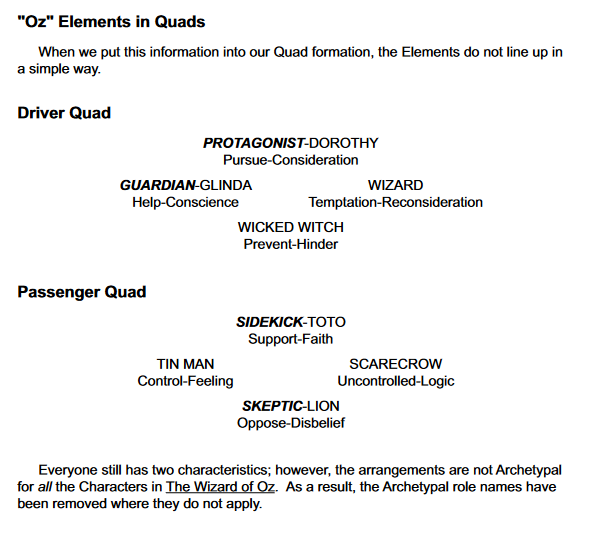 "Oz" Elements in Quads
When we put this information into our Quad formation, the Elements do not line up in
a simple way.
Driver Quad
PROTAGONIST-DOROTHY
Pursue-Consideration
GUARDIAN-GLINDA WIZARD
Help-Conscience Temptation-Reconsideration
WICKED WITCH
Prevent-Hinder
Passenger Quad
SIDEKICK-TOTO
Support-Faith
TIN MAN SCARECROW
Control-Feeling Uncontrolled-Logic
SKEPTIC-LION
Oppose-Disbelief
Everyone still has two characteristics; however, the arrangements are not Archetypal
for all the Characters in The Wizard of Oz.  As a result, the Archetypal role names have
been removed where they do not apply.